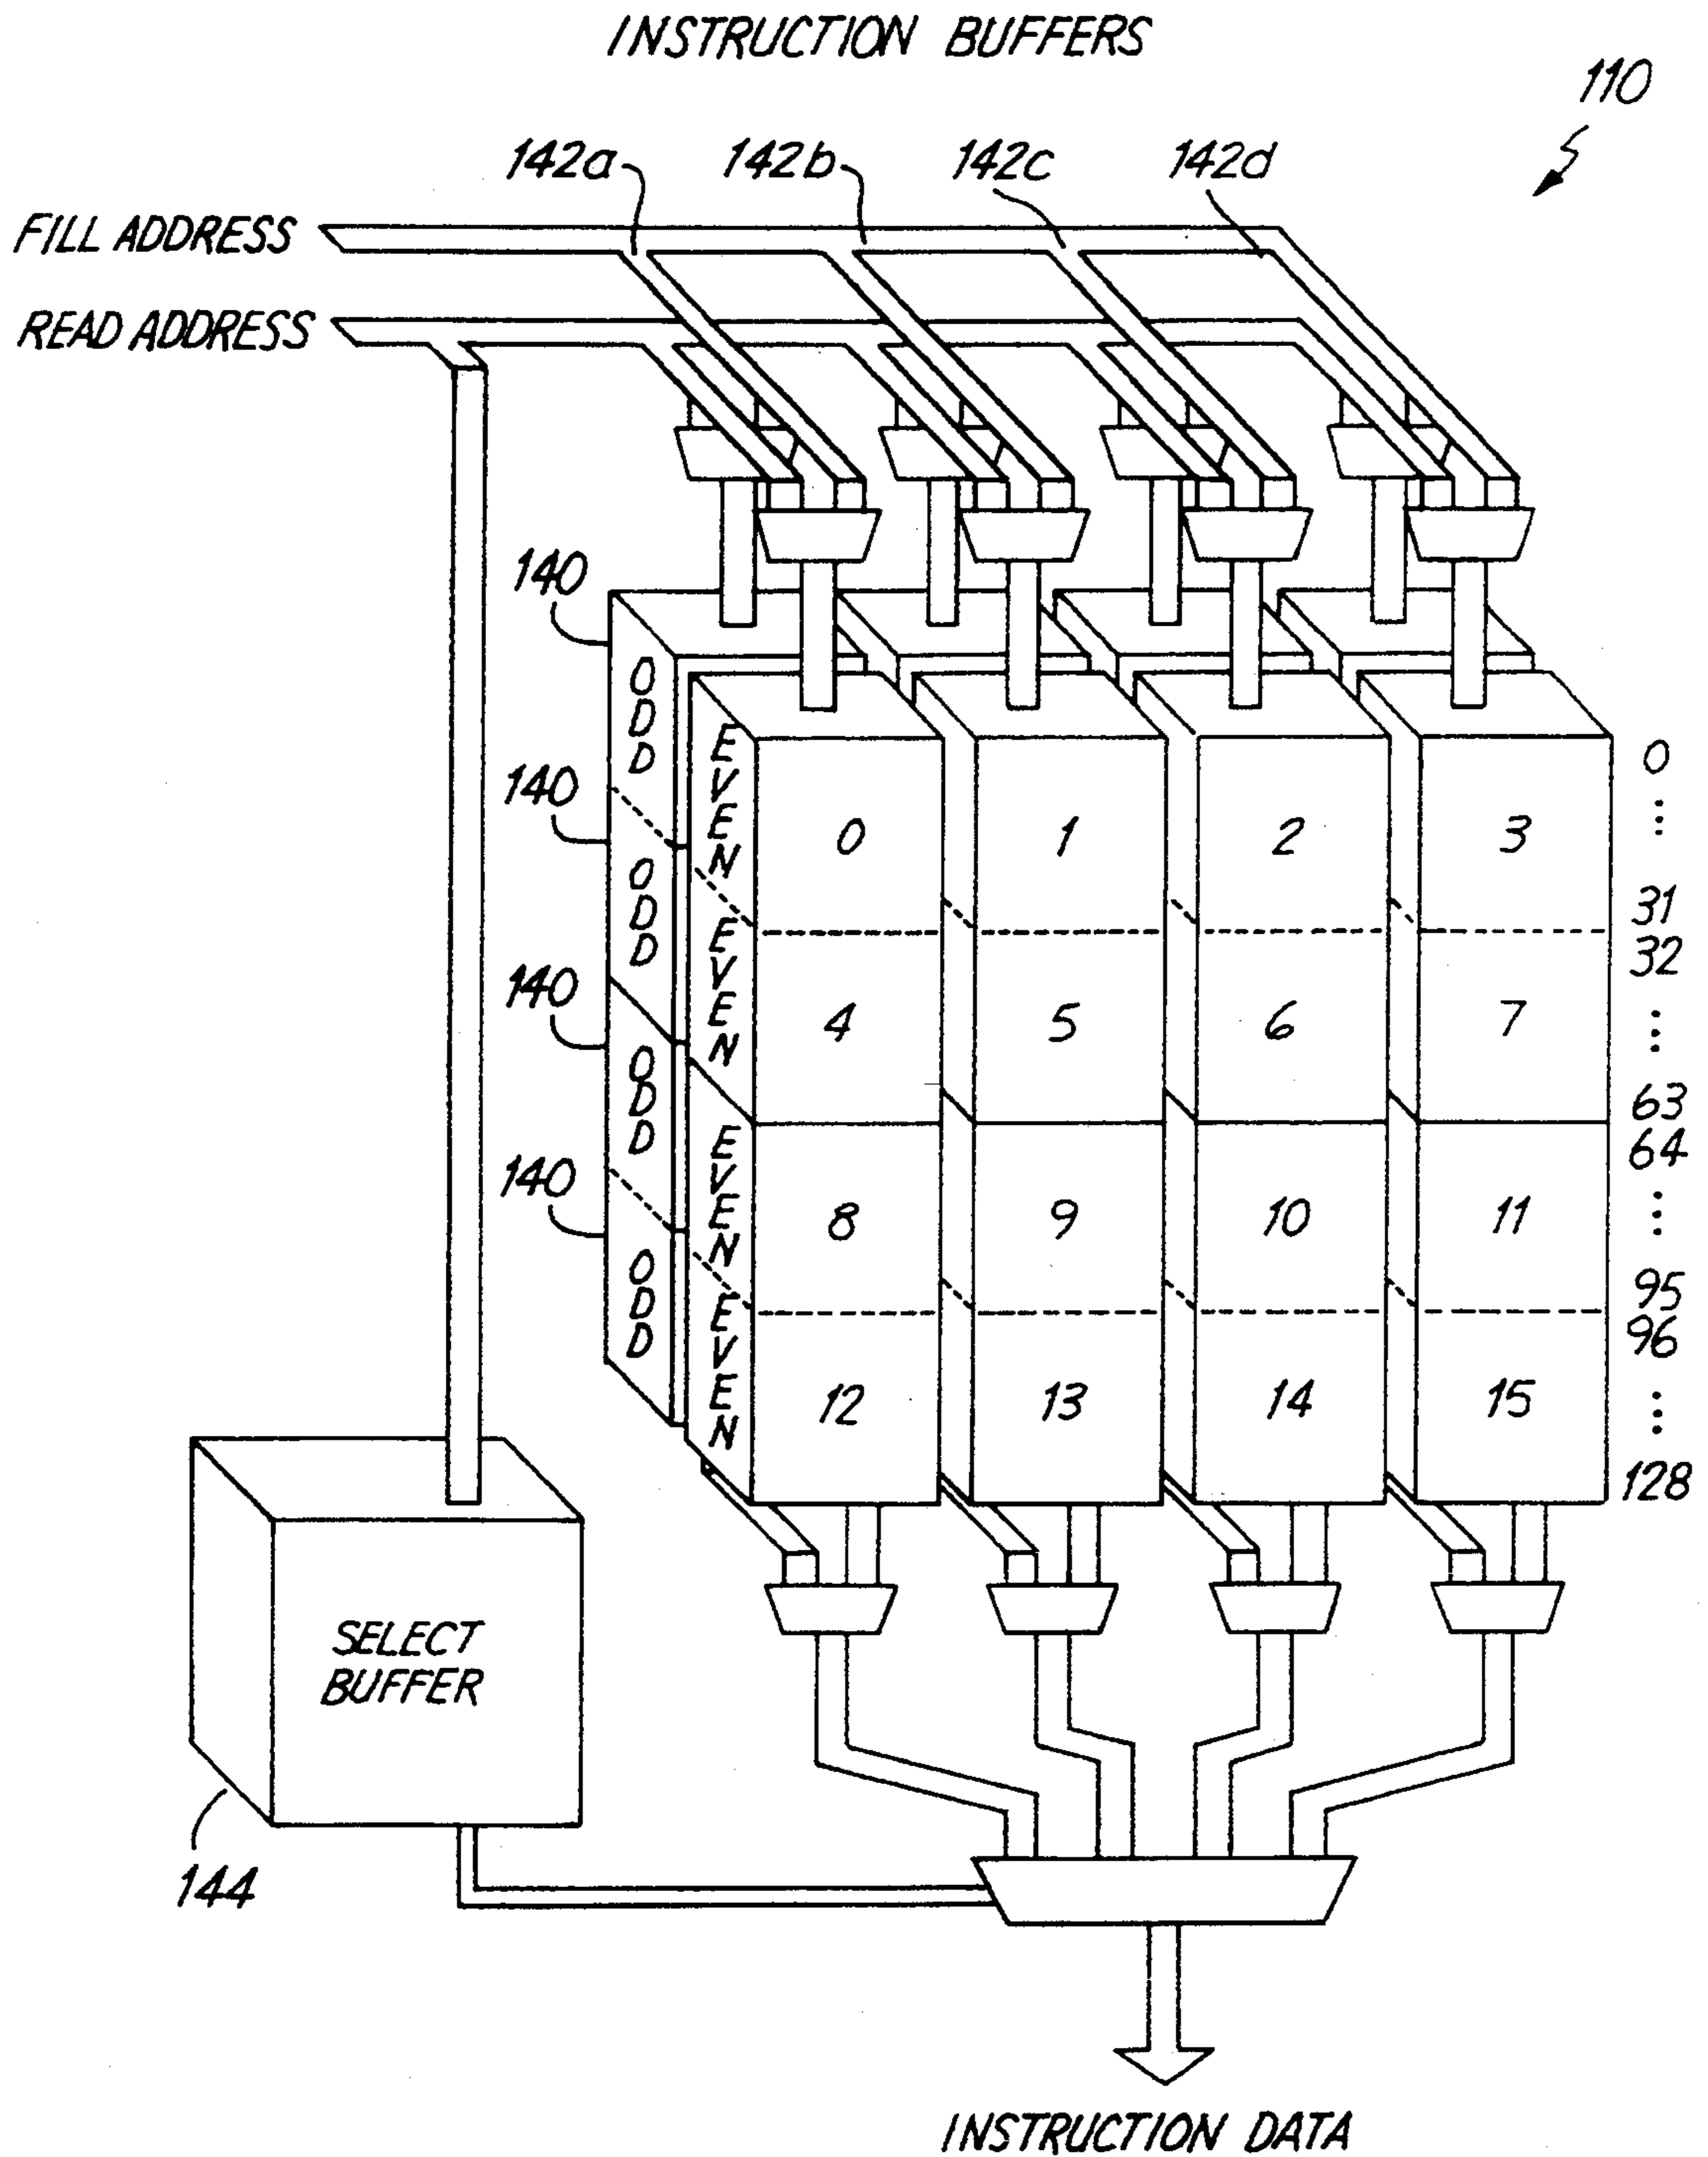 INSTRUCTION BUFFERS
110
142a 142b 142c 142d
FILL ADDRESS
READ ADDRESS
140
ODD
140
ODD
140
ODD
140
ODD
EVEN
EVEN
EVEN
EVEN
0 1 2 3
4 5 6 7
8 9 10 11
12 13 14 15
0
...
31
32
...
63
64
...
95
96
...
128
SELECT
BUFFER
144
INSTRUCTION DATA